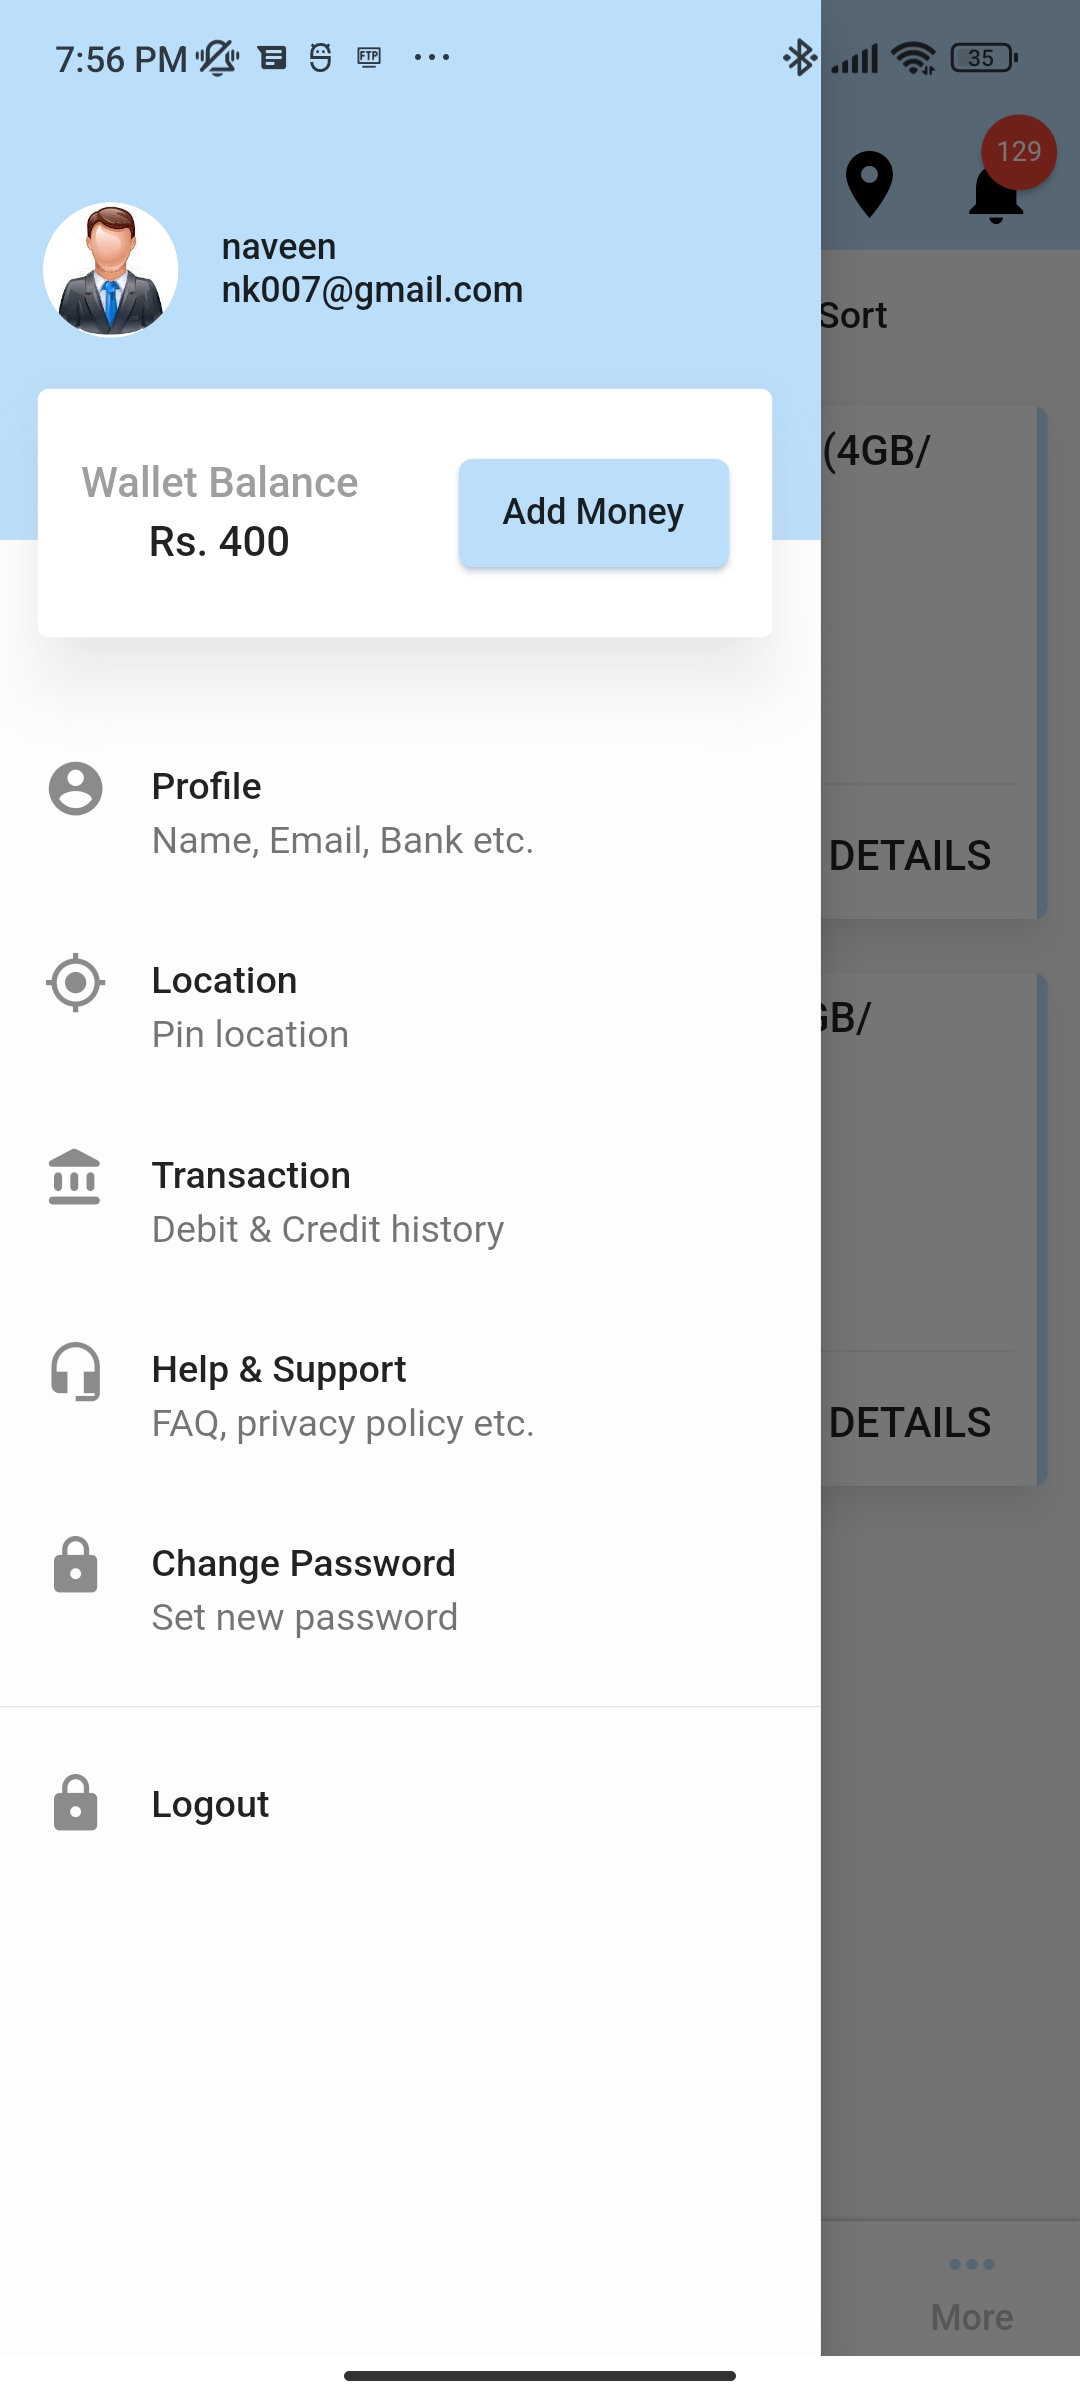 7:56 PM
FTP
35
129
naveen
nk007@gmail.com
Sort
Wallet Balance
Rs. 400
Add Money
(4GB/
Profile
Name, Email, Bank etc.
DETAILS
Location
Pin location
GB/
Transaction
Debit & Credit history
Help & Support
FAQ, privacy policy etc.
DETAILS
Change Password
Set new password
Logout
More